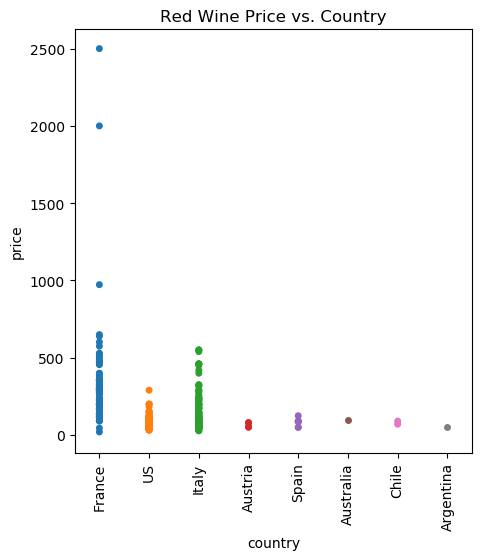 Red Wine Price vs. Country
price
2500
2000
1500
1000
500
0
France
US
Italy
Austria
Spain
Australia
Chile
Argentina
country